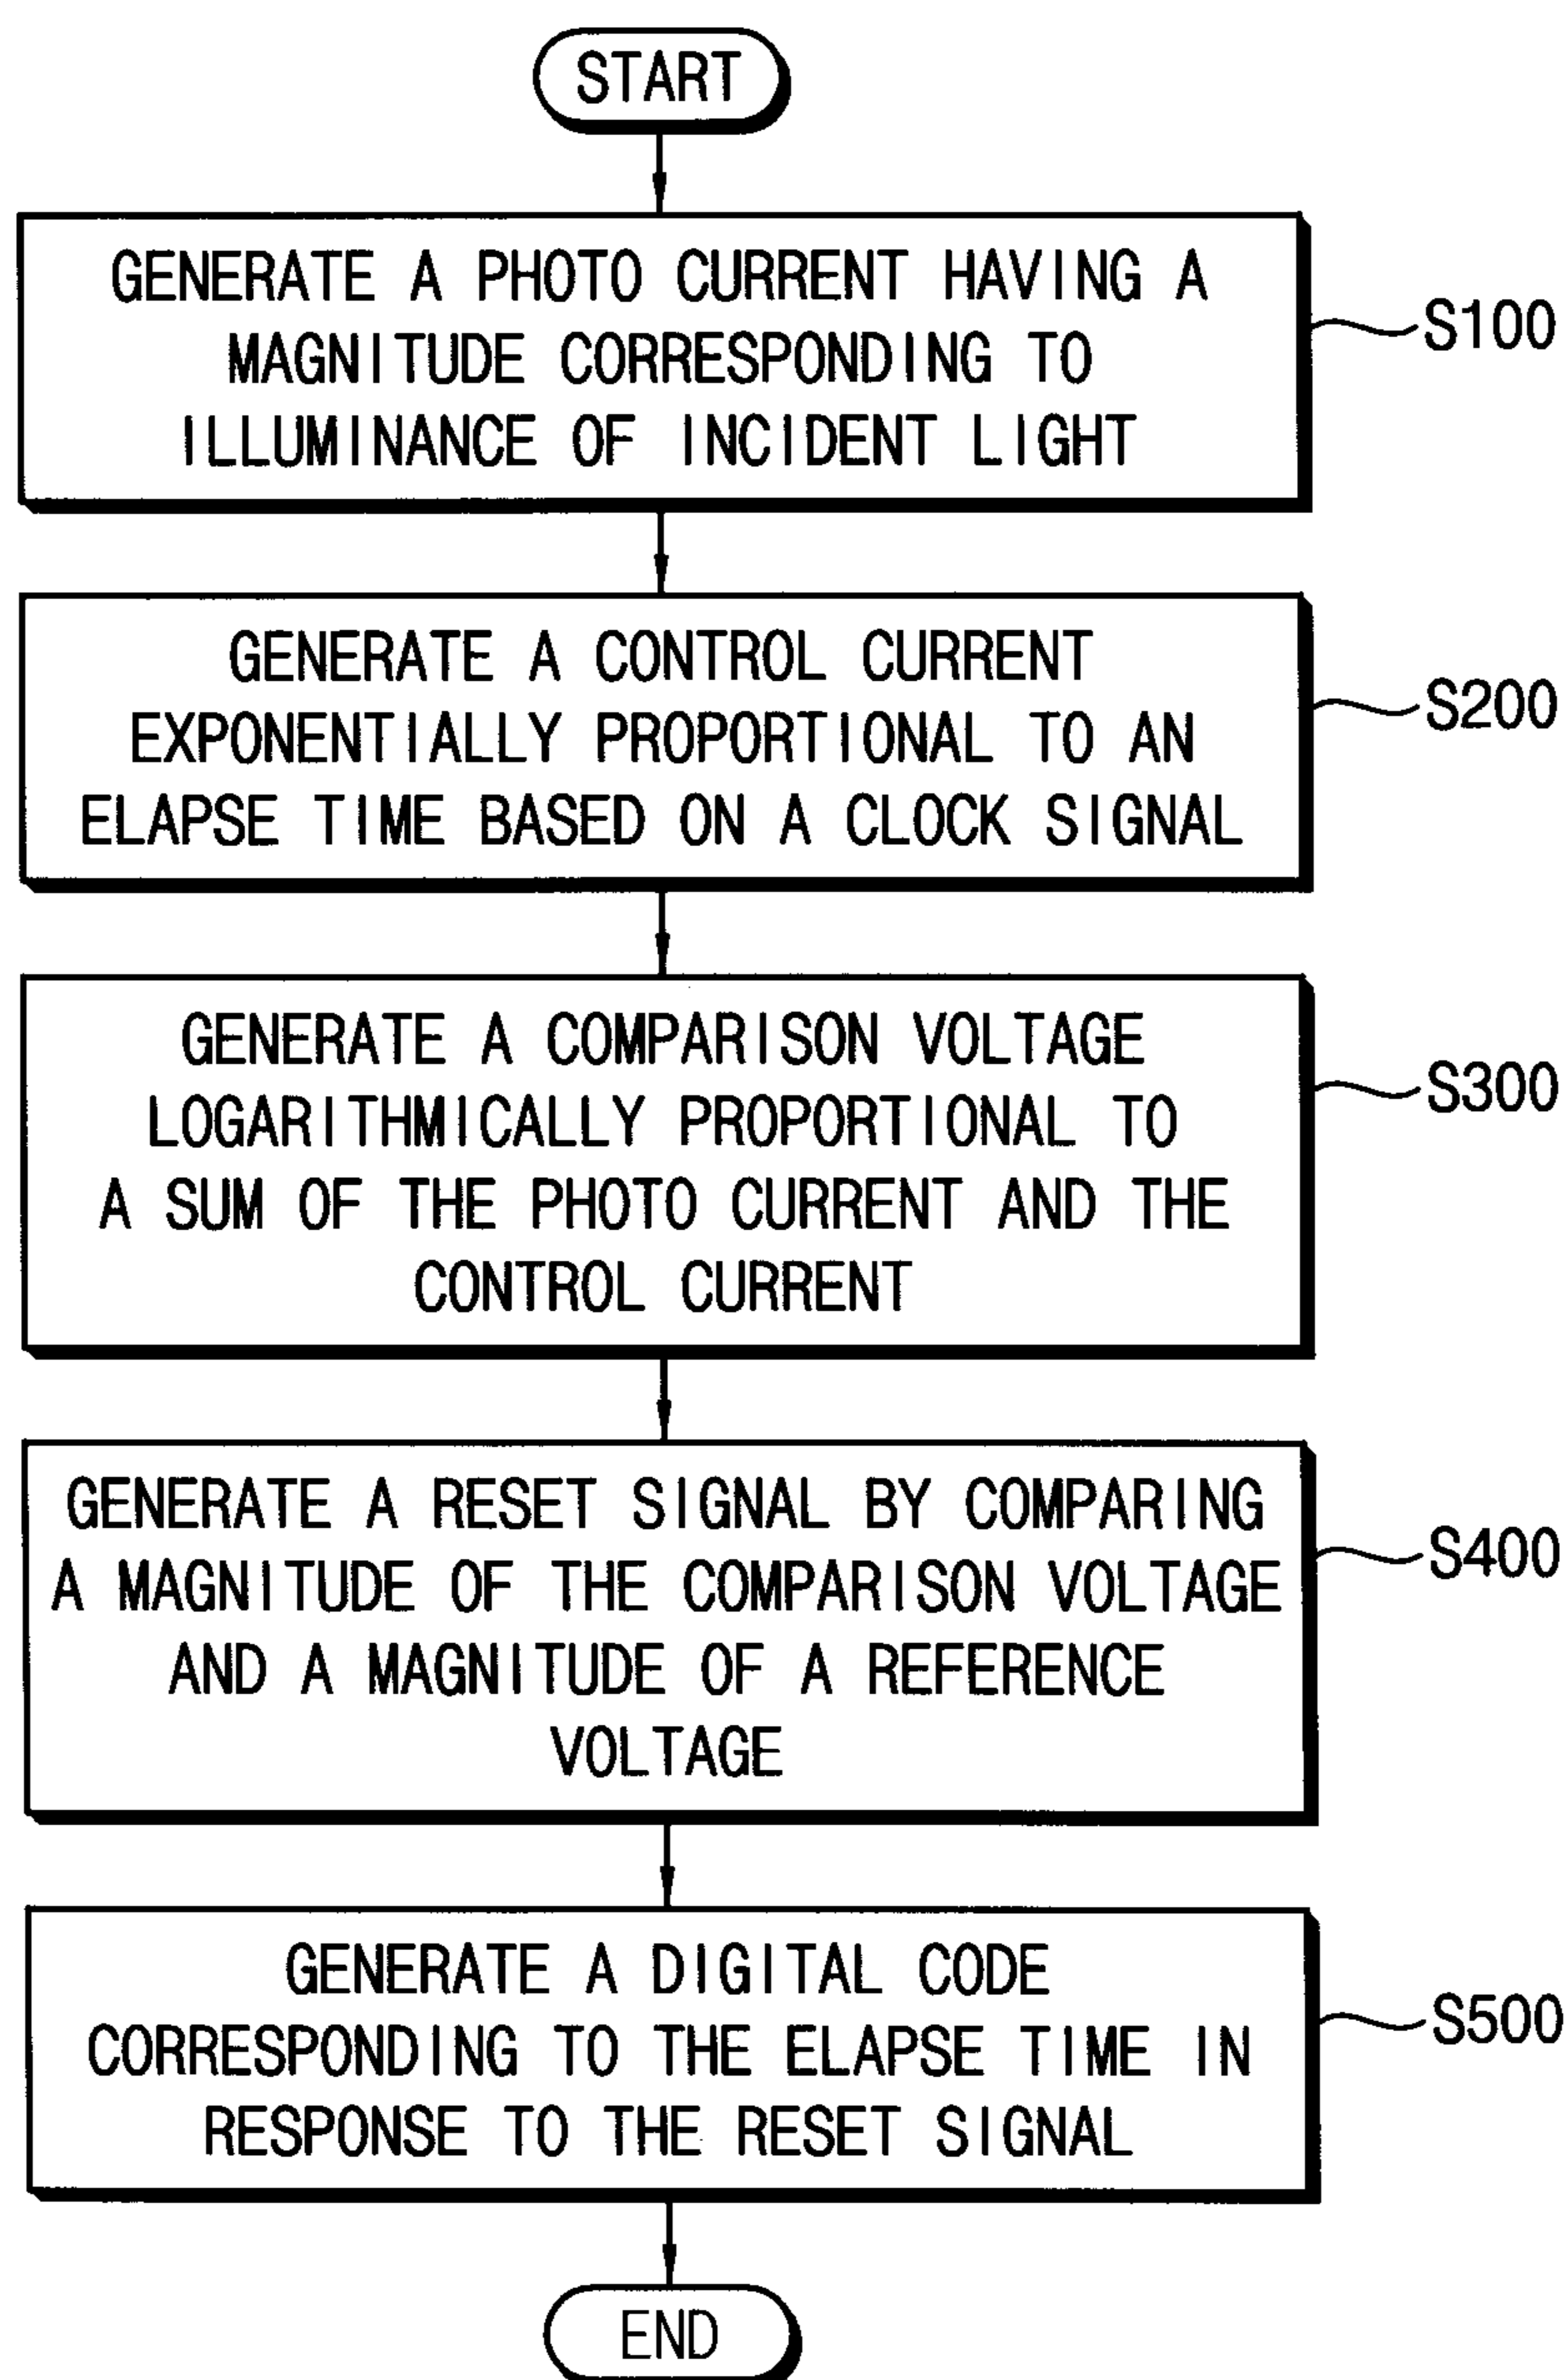 START
GENERATE A PHOTO CURRENT HAVING A
MAGNITUDE CORRESPONDING TO
ILLUMINANCE OF INCIDENT LIGHT
S100
GENERATE A CONTROL CURRENT
EXPONENTIALLY PROPORTIONAL TO AN
ELAPSE TIME BASED ON A CLOCK SIGNAL
S200
GENERATE A COMPARISON VOLTAGE
LOGARITHMICALLY PROPORTIONAL TO
A SUM OF THE PHOTO CURRENT AND THE
CONTROL CURRENT
S300
GENERATE A RESET SIGNAL BY COMPARING
A MAGNITUDE OF THE COMPARISON VOLTAGE
AND A MAGNITUDE OF A REFERENCE
VOLTAGE
S400
GENERATE A DIGITAL CODE
CORRESPONDING TO THE ELAPSE TIME IN
RESPONSE TO THE RESET SIGNAL
S500
END